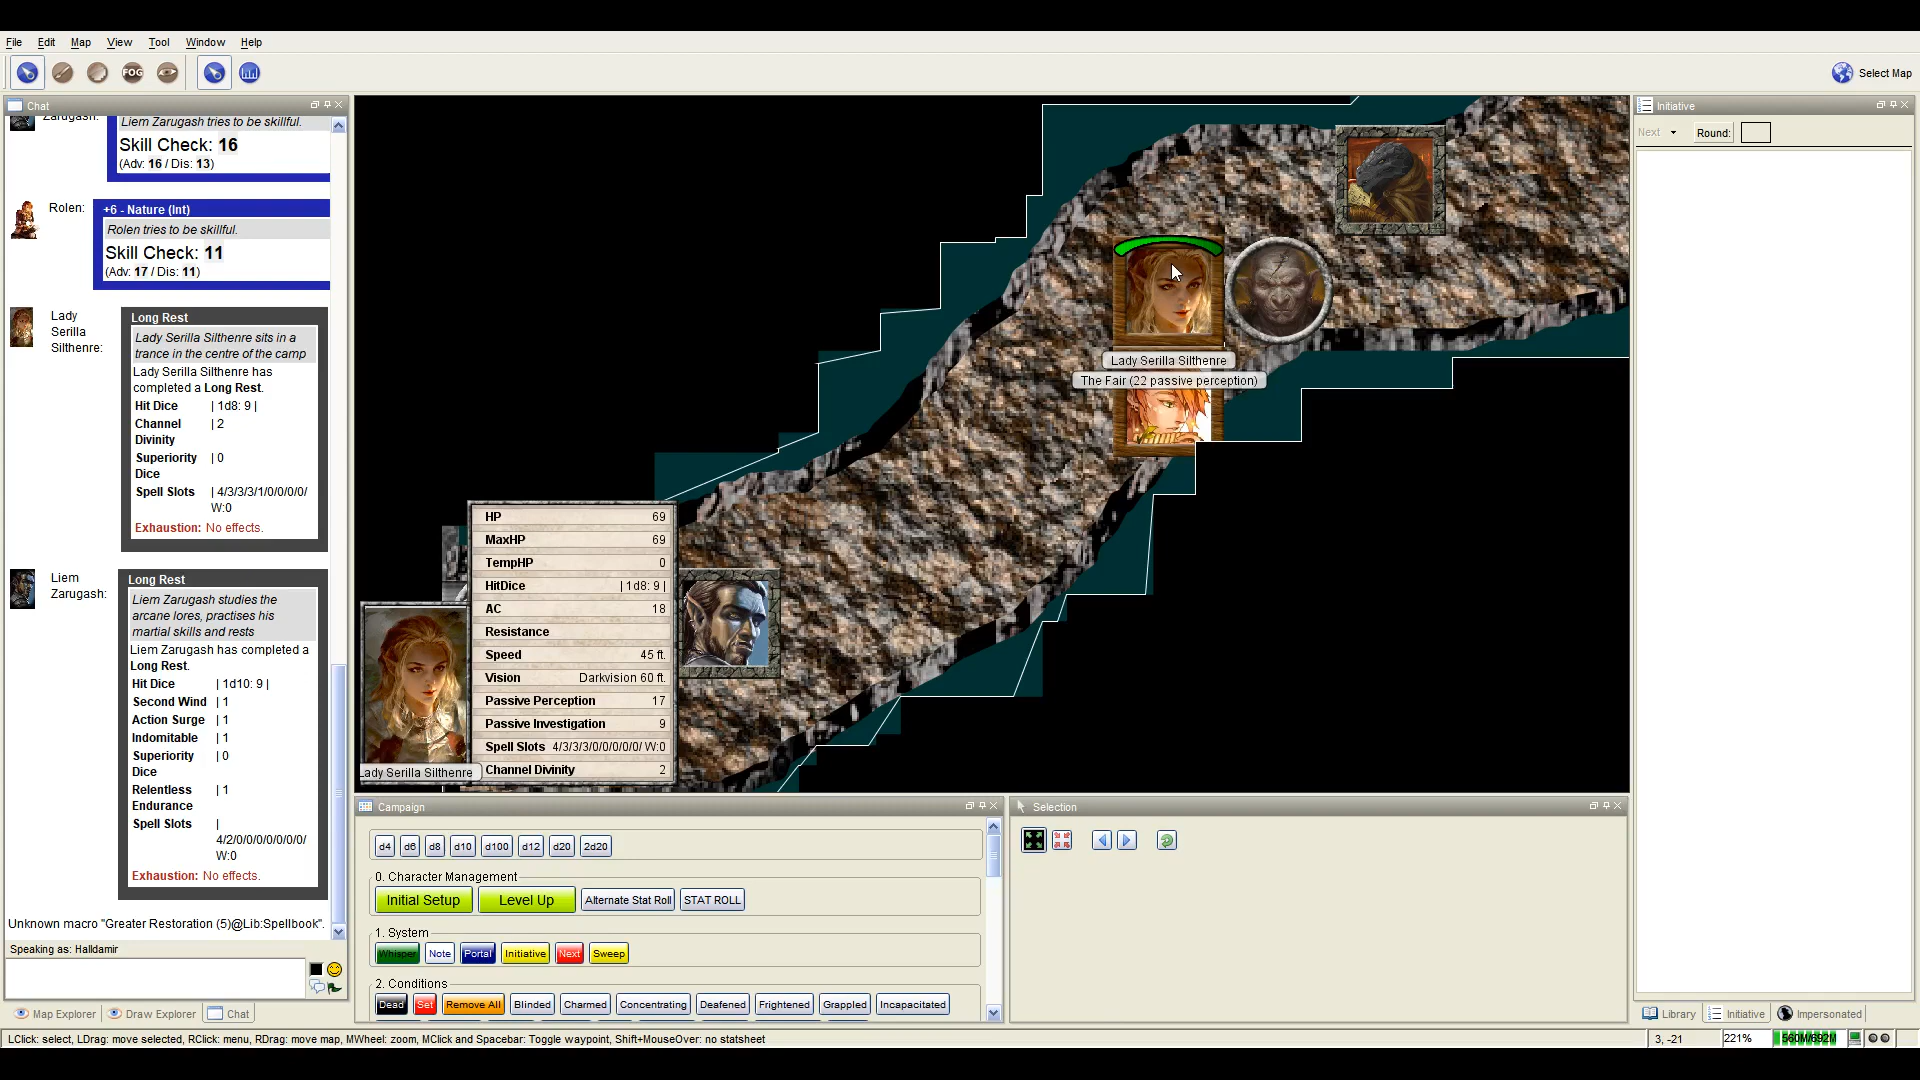 File Edit Map View Tool Window Help
FOG
Select Map
Chat
Zarugash:
Liem Zarugash tries to be skillful.
Skill Check: 16
(Adv: 16 / Dis: 13)
Rolen:
+6 - Nature (Int)
Rolen tries to be skillful.
Skill Check: 11
(Adv: 17 / Dis: 11)
Lady
Serilla
Silthenre:
Long Rest
Lady Serilla Silthenre sits in a
trance in the centre of the camp
Lady Serilla Silthenre has
completed a Long Rest.
Hit Dice | 1d8: 9 |
Channel | 2
Divinity
Superiority | 0
Dice
Spell Slots | 4/3/3/3/1/0/0/0/0/
W:0
Exhaustion: No effects.
Liem
Zarugash:
Long Rest
Liem Zarugash studies the
arcane lores, practises his
martial skills and rests
Liem Zarugash has completed a
Long Rest.
Hit Dice | 1d10: 9 |
Second Wind | 1
Action Surge | 1
Indomitable | 1
Superiority | 0
Dice
Relentless | 1
Endurance
Spell Slots |
4/2/0/0/0/0/0/0/0/
W:0
Exhaustion: No effects.
Unknown macro "Greater Restoration (5)@Lib:Spellbook".
Speaking as: Halldamir
Map Explorer Draw Explorer Chat
Lady Serilla Silthenre
The Fair (22 passive perception)
HP 69
MaxHP 69
TempHP 0
HitDice | 1d8: 9 |
AC 18
Resistance
Speed 45 ft.
Vision Darkvision 60 ft.
Passive Perception 17
Passive Investigation 9
Spell Slots 4/3/3/3/0/0/0/0/0/ W:0
Channel Divinity 2
Lady Serilla Silthenre
Campaign
d4 d6 d8 d10 d100 d12 d20 2d20
0. Character Management
Initial Setup Level Up Alternate Stat Roll STAT ROLL
1. System
Whisper Note Portal Initiative Next Sweep
2. Conditions
Dead Set Remove All Blinded Charmed Concentrating Deafened Frightened Grappled Incapacitated
Selection
Initiative
Next Round:
Library Initiative Impersonated
LClick: select, LDrag: move selected, RClick: menu, RDrag: move map, MWheel: zoom, MClick and Spacebar: Toggle waypoint, Shift+MouseOver: no statsheet
3, -21 221% 560M/692M